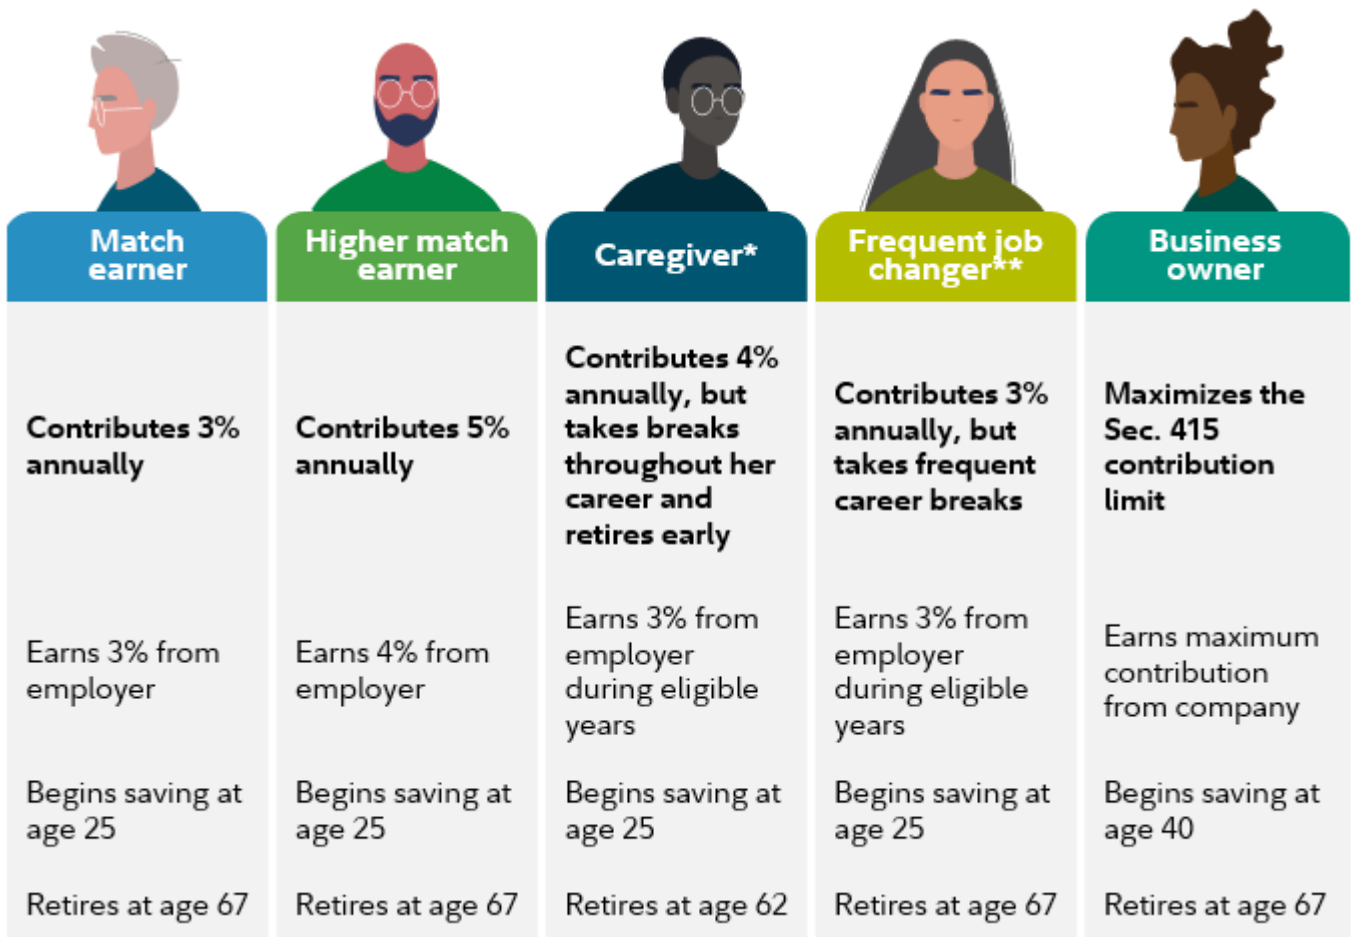 Match
earner
Higher match
earner
Caregiver*
Frequent job
changer**
Business
owner
Contributes 3%
annually
Contributes 5%
annually
Contributes 4%
annually, but
takes breaks
throughout her
career and
retires early
Contributes 3%
annually, but
takes frequent
career breaks
Maximizes the
Sec. 415
contribution
limit
Earns 3% from
employer
Earns 4% from
employer
Earns 3% from
employer
during eligible
years
Earns 3% from
employer
during eligible
years
Earns maximum
contribution
from company
Begins saving at
age 25
Begins saving at
age 25
Begins saving at
age 25
Begins saving at
age 25
Begins saving at
age 40
Retires at age 67
Retires at age 67
Retires at age 62
Retires at age 67
Retires at age 67